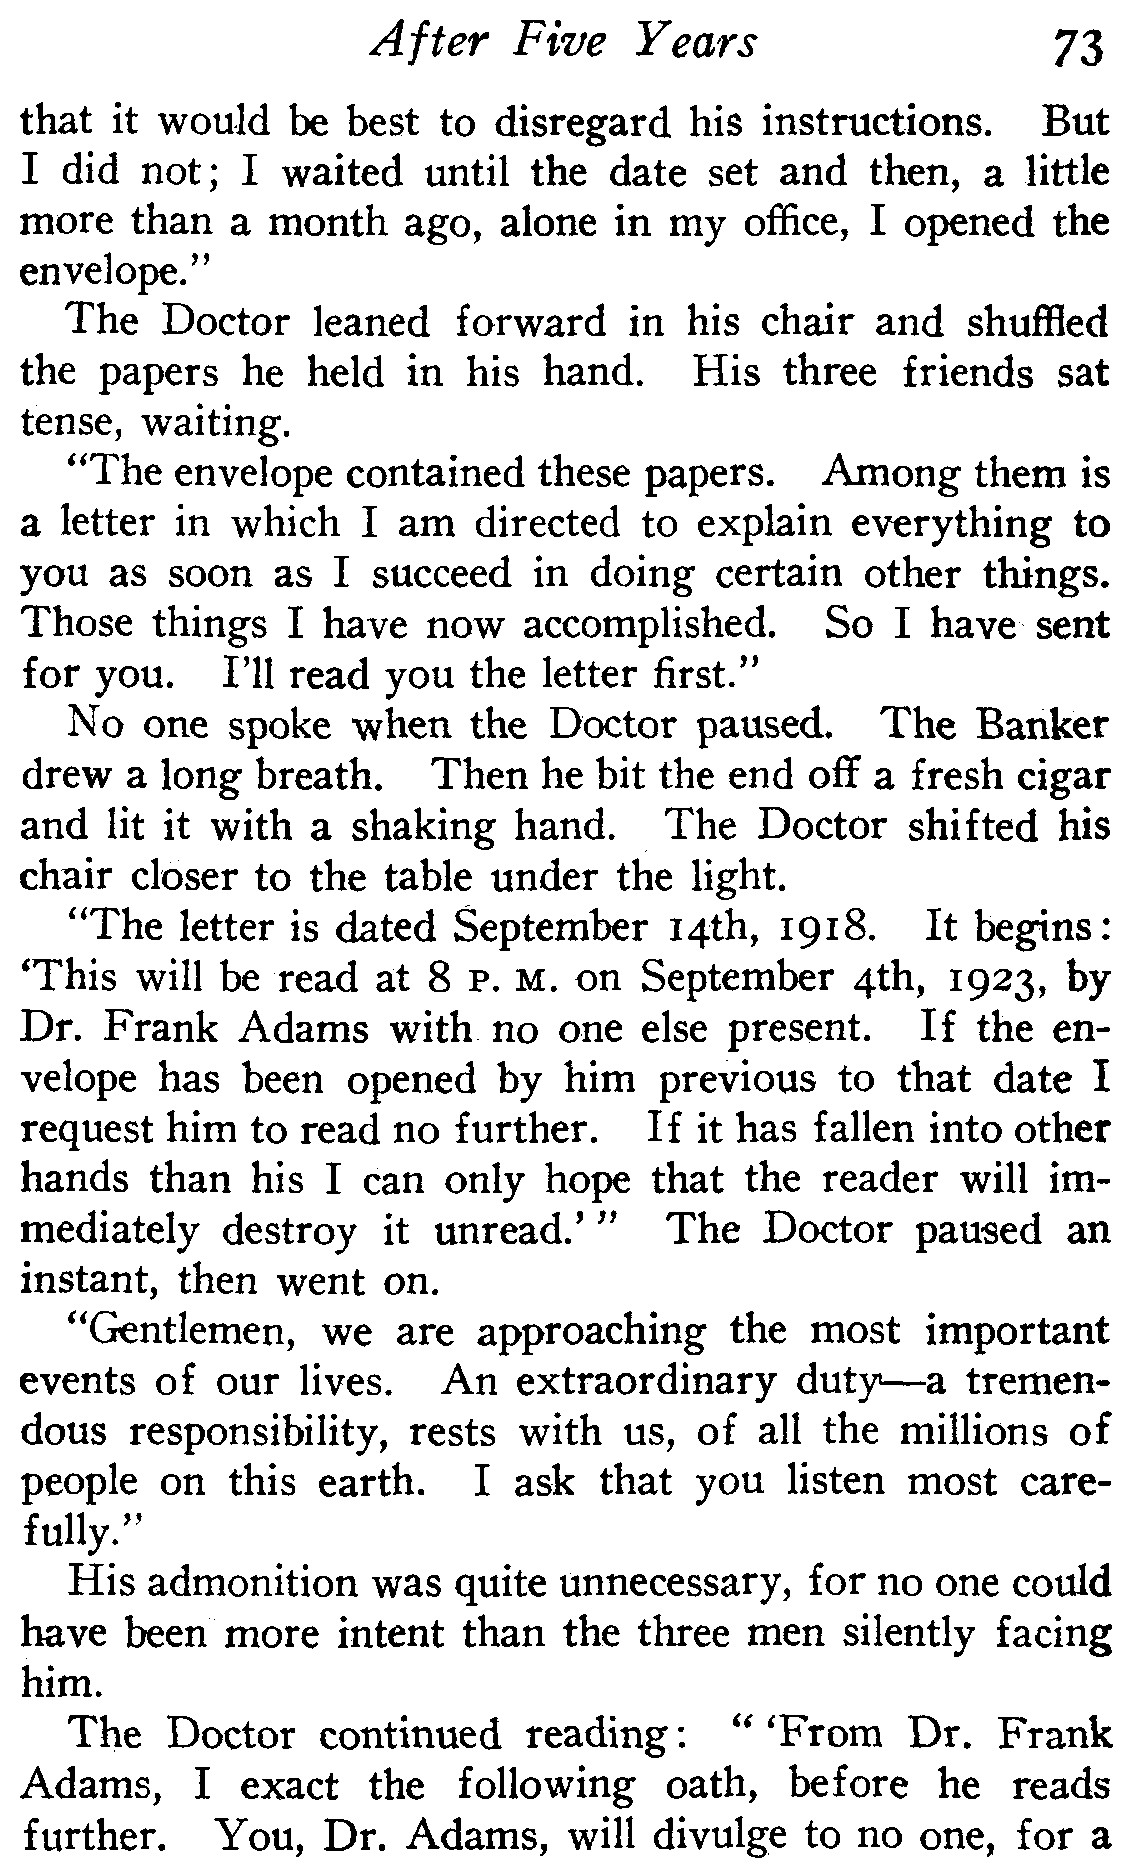 After Five Years 73
that it would be best to disregard his instructions. But
I did not; I waited until the date set and then, a little
more than a month ago, alone in my office, I opened the
envelope."
The Doctor leaned forward in his chair and shuffled
the papers he held in his hand. His three friends sat
tense, waiting.
"The envelope contained these papers. Among them is
a letter in which I am directed to explain everything to
you as soon as I succeed in doing certain other things.
Those things I have now accomplished. So I have sent
for you. I'll read you the letter first."
No one spoke when the Doctor paused. The Banker
drew a long breath. Then he bit the end off a fresh cigar
and lit it with a shaking hand. The Doctor shifted his
chair closer to the table under the light.
"The letter is dated September 14th, 1918. It begins:
'This will be read at 8 P. M. on September 4th, 1923, by
Dr. Frank Adams with no one else present. If the en-
velope has been opened by him previous to that date I
request him to read no further. If it has fallen into other
hands than his I can only hope that the reader will im-
mediately destroy it unread.' " The Doctor paused an
instant, then went on.
"Gentlemen, we are approaching the most important
events of our lives. An extraordinary duty—a tremen-
dous responsibility, rests with us, of all the millions of
people on this earth. I ask that you listen most care-
fully."
His admonition was quite unnecessary, for no one could
have been more intent than the three men silently facing
him.
The Doctor continued reading: " 'From Dr. Frank
Adams, I exact the following oath, before he reads
further. You, Dr. Adams, will divulge to no one, for a